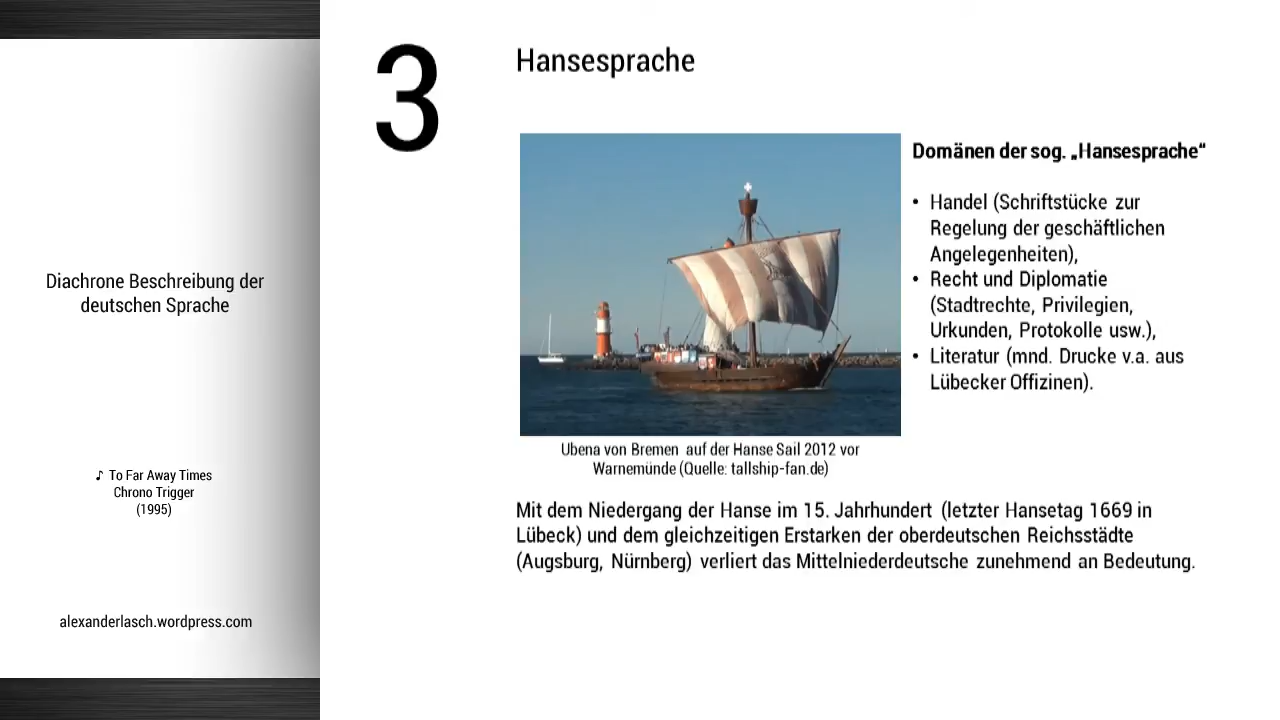 Diachrone Beschreibung der
deutschen Sprache
♪ To Far Away Times
Chrono Trigger
(1995)
alexanderlasch.wordpress.com
3
Hansesprache
Domänen der sog. „Hansesprache“
• Handel (Schriftstücke zur
Regelung der geschäftlichen
Angelegenheiten),
• Recht und Diplomatie
(Stadtrechte, Privilegien,
Urkunden, Protokolle usw.),
• Literatur (mnd. Drucke v.a. aus
Lübecker Offizinen).
Ubena von Bremen auf der Hanse Sail 2012 vor
Warnemünde (Quelle: tallship-fan.de)
Mit dem Niedergang der Hanse im 15. Jahrhundert (letzter Hansetag 1669 in
Lübeck) und dem gleichzeitigen Erstarken der oberdeutschen Reichsstädte
(Augsburg, Nürnberg) verliert das Mittelniederdeutsche zunehmend an Bedeutung.